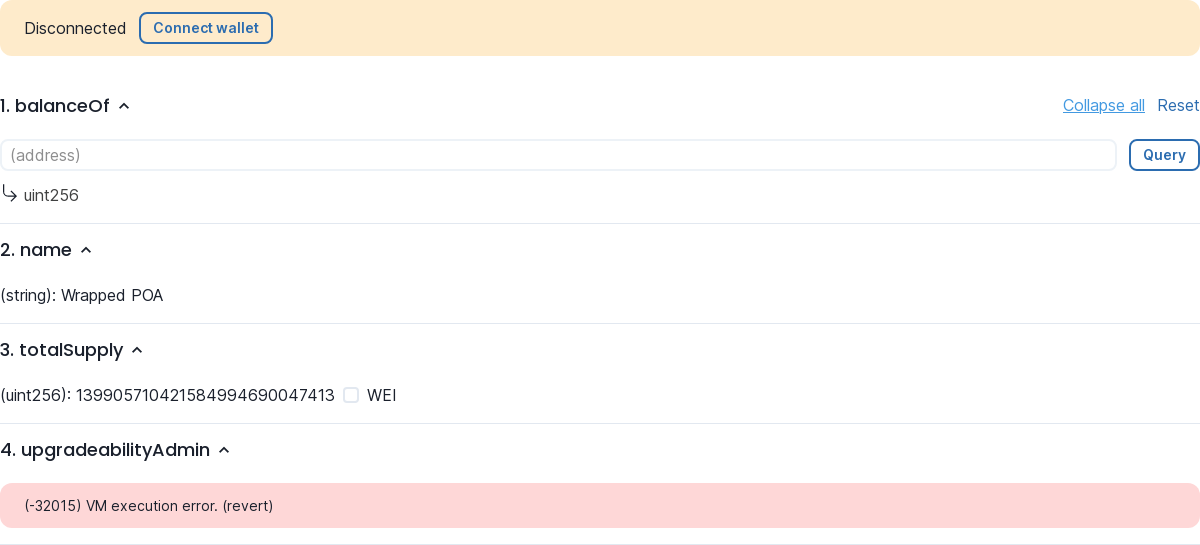 Disconnected Connect wallet
1. balanceOf Collapse all Reset
(address) Query
uint256
2. name
(string): Wrapped POA
3. totalSupply
(uint256): 139905710421584994690047413 WEI
4. upgradeabilityAdmin
(-32015) VM execution error. (revert)